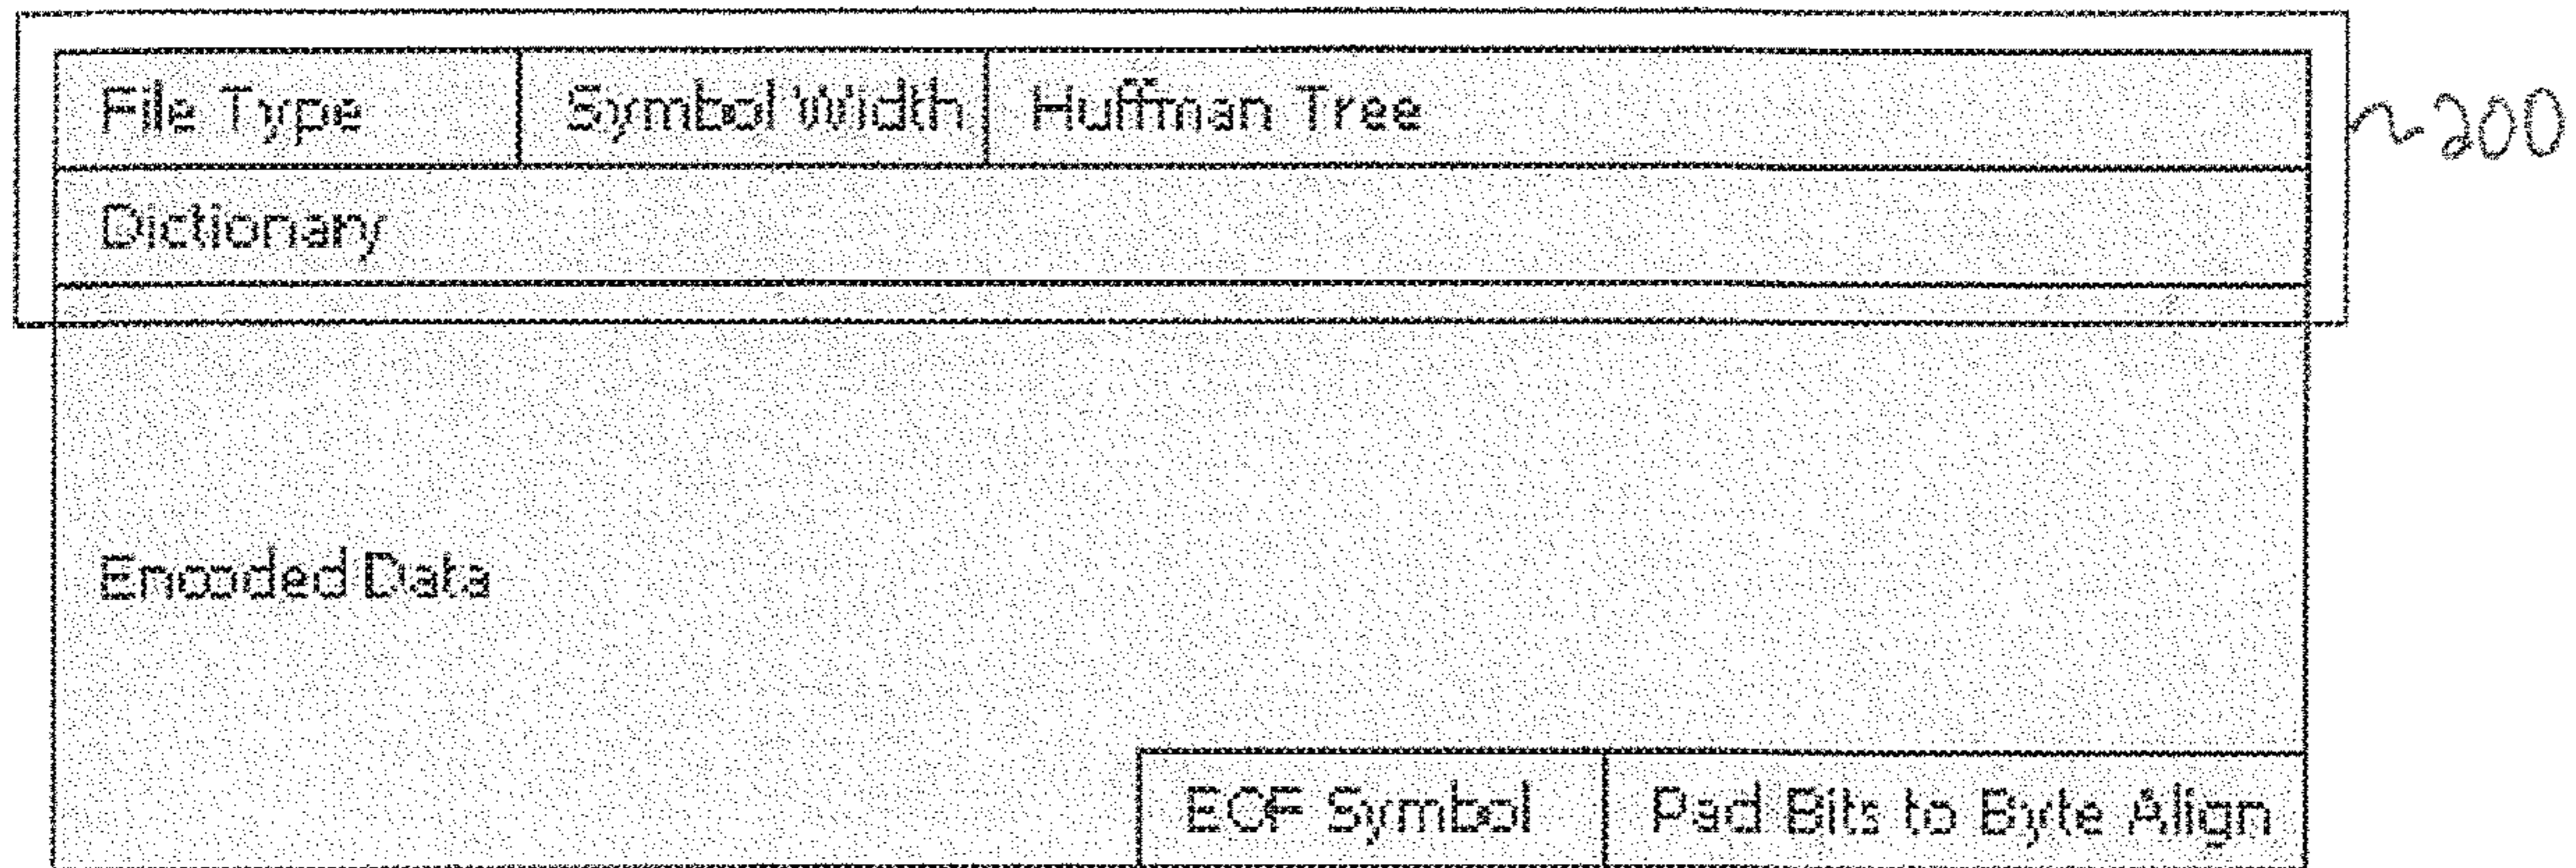 File Type Symbol Width Huffman Tree
200
Dictionary
Encoded Data
EOF Symbol Pad Bits to Byte Align